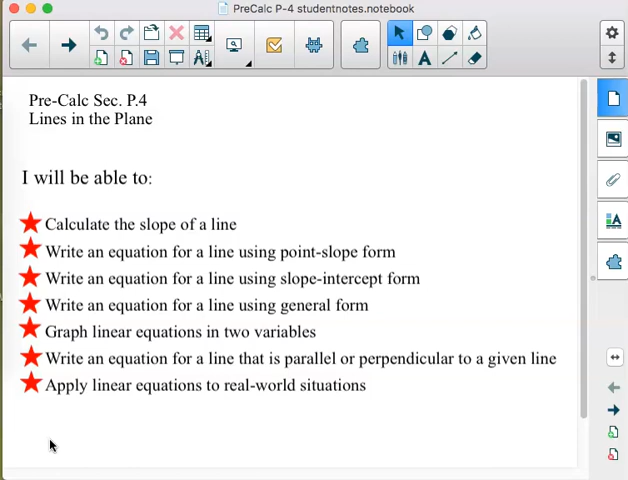 PreCalc P-4 studentnotes.notebook
Pre-Calc Sec. P.4
Lines in the Plane
I will be able to:
Calculate the slope of a line
Write an equation for a line using point-slope form
Write an equation for a line using slope-intercept form
Write an equation for a line using general form
Graph linear equations in two variables
Write an equation for a line that is parallel or perpendicular to a given line
Apply linear equations to real-world situations